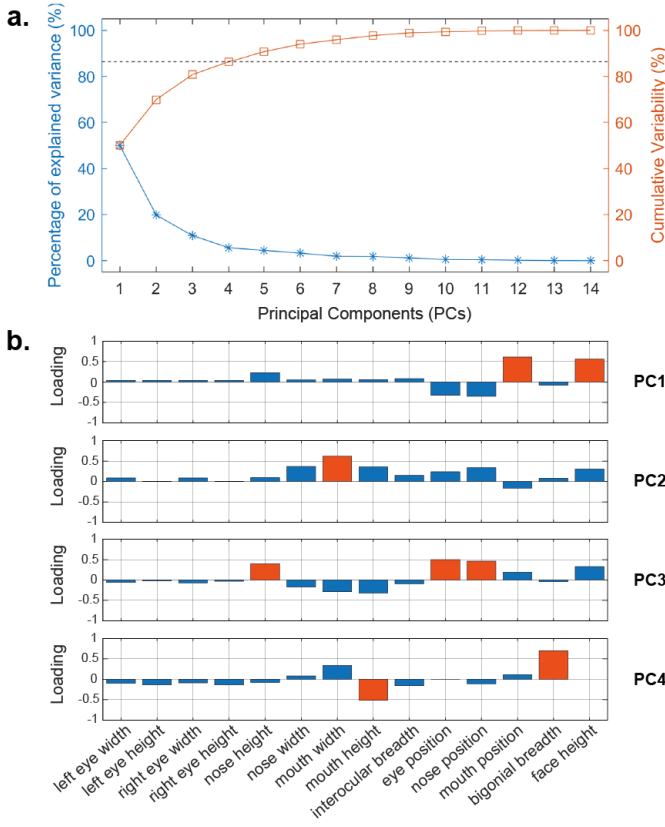 a.
Percentage of explained variance (%)
100
80
60
40
20
0
100
80
60
40
20
0
Cumulative Variability (%)
1 2 3 4 5 6 7 8 9 10 11 12 13 14
Principal Components (PCs)
b.
Loading
1
0.5
0
-0.5
-1
PC1
Loading
1
0.5
0
-0.5
-1
PC2
Loading
1
0.5
0
-0.5
-1
PC3
Loading
1
0.5
0
-0.5
-1
PC4
left eye width
left eye height
right eye width
right eye height
nose height
nose width
mouth width
mouth height
interocular breadth
eye position
nose position
mouth position
bigonial breadth
face height